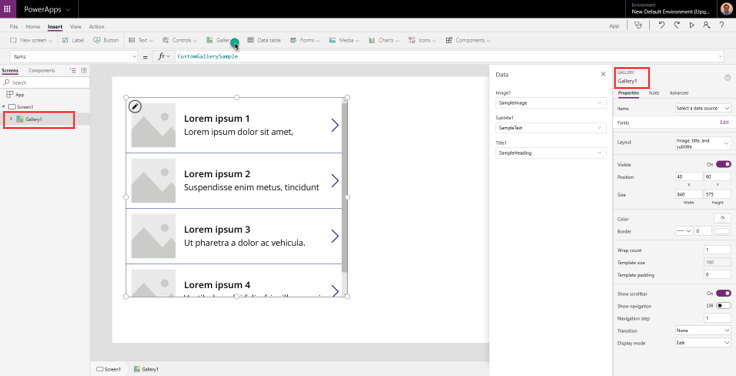 PowerApps
Environment
New Default Environment (Upg...
File Home Insert View Action
App
New screen Label Button Text Controls Gallery Data table Forms Media Charts Icons Components
Items = fx CustomGallerySample
Screens Components
Search
App
Screen1
Gallery1
Lorem ipsum 1
Lorem ipsum dolor sit amet,
Lorem ipsum 2
Suspendisse enim metus, tincidunt
Lorem ipsum 3
Ut pharetra a dolor ac vehicula.
Lorem ipsum 4
Data
Image1
SampleImage
Subtitle1
SampleText
Title1
SampleHeading
GALLERY
Gallery1
Properties Rules Advanced
Items Select a data source
Fields Edit
Layout Image, title, and subtitle
Visible On
Position 40 60
X Y
Size 640 575
Width Height
Color
Border 0
Wrap count 1
Template size 160
Template padding 0
Show scrollbar On
Show navigation Off
Navigation step 1
Transition None
Display mode Edit
Screen1 Gallery1